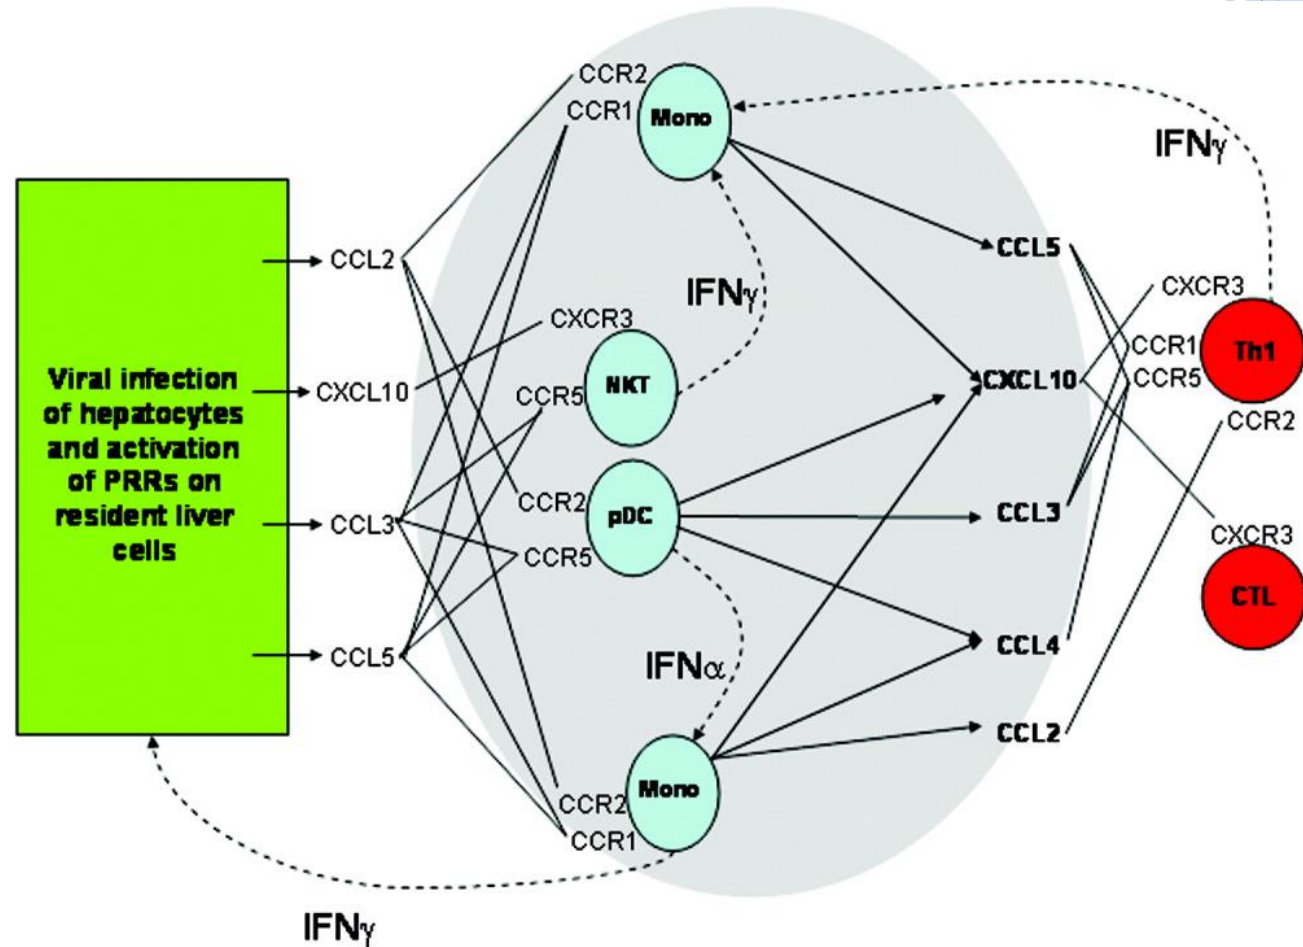 CCR2
CCR1
Mono
IFNγ
CCL2
CCL5
IFNγ
CXCR3
CXCR3
CCR1
Th1
CCR5
Viral infection
of hepatocytes
and activation
of PRRs on
resident liver
cells
CXCL10
NKT
CCR5
CXCL10
CCR2
CCL3
CCR2
pDC
CCR5
CCL3
CXCR3
CTL
CCL5
IFNα
CCL4
CCL2
Mono
CCR2
CCR1
IFNγ